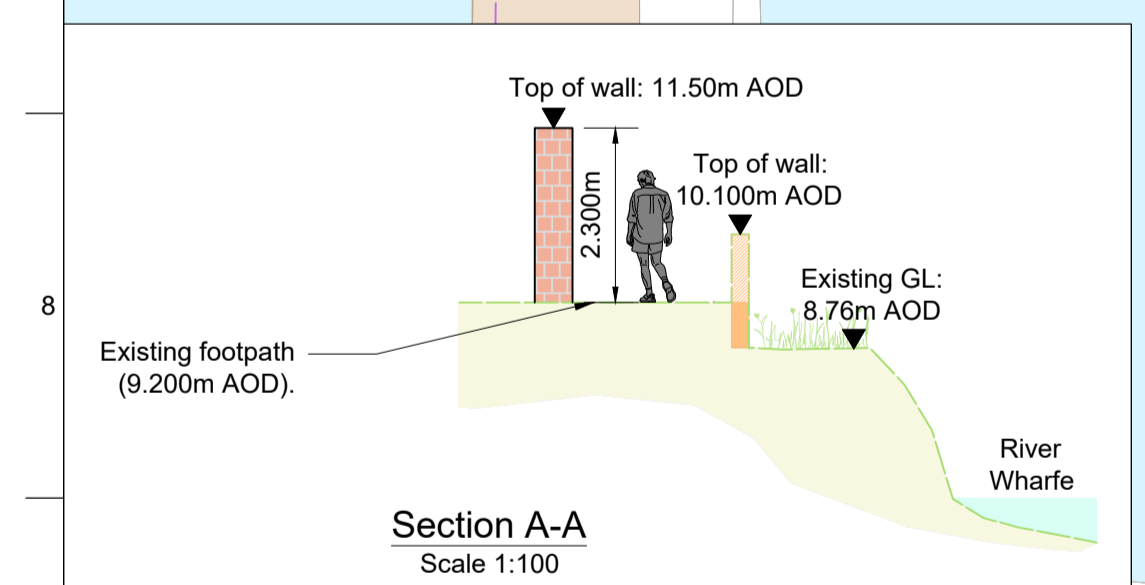 Top of wall: 11.50m AOD
Top of wall:
10.100m AOD
2.300m
Existing GL:
8.76m AOD
8
Existing footpath
(9.200m AOD).
River
Wharfe
Section A-A
Scale 1:100